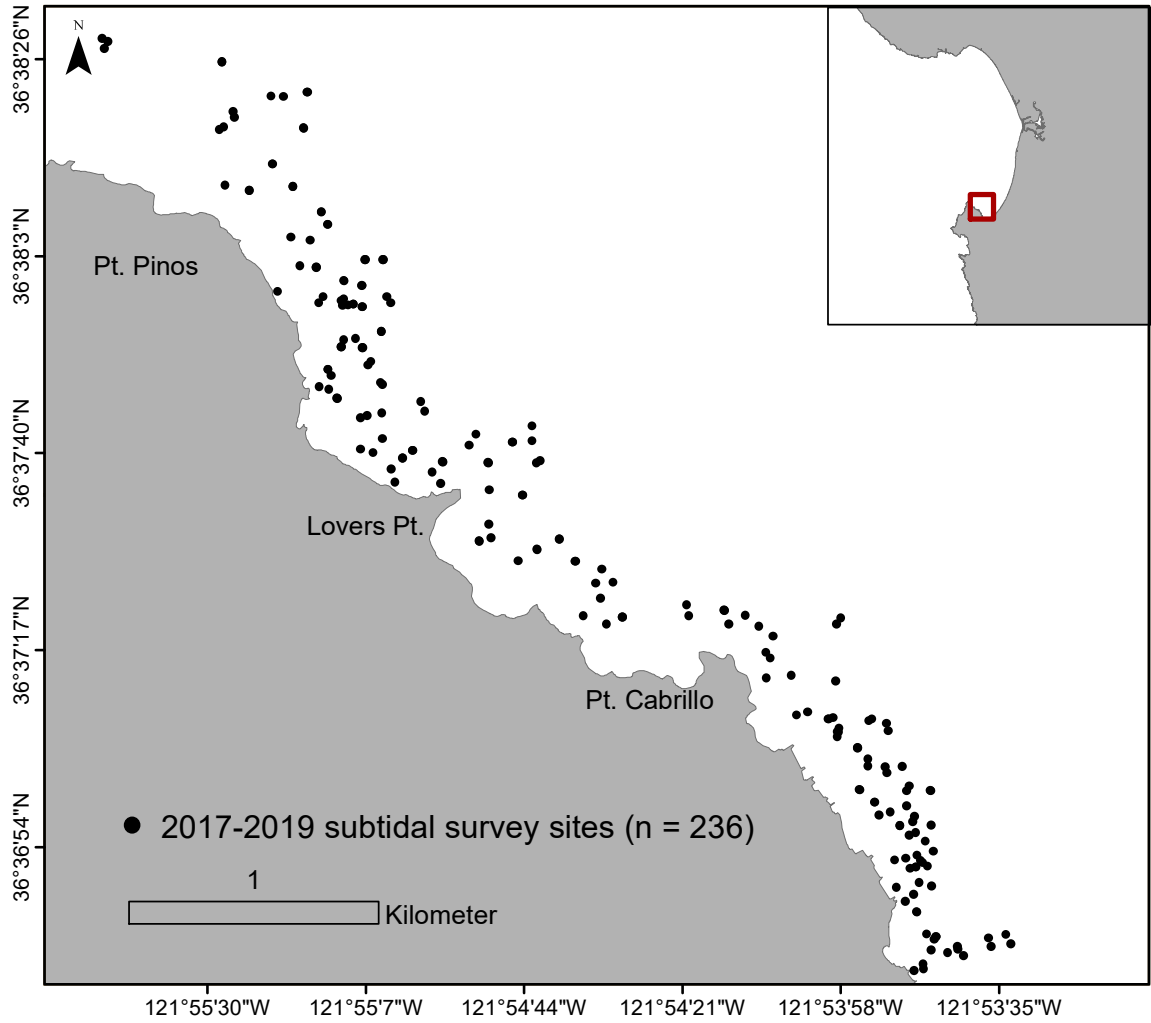 N
36°38'26"N
36°38'3"N
36°37'40"N
36°37'17"N
36°36'54"N
Pt. Pinos
Lovers Pt.
Pt. Cabrillo
2017-2019 subtidal survey sites (n = 236)
1
Kilometer
121°55'30"W 121°55'7"W 121°54'44"W 121°54'21"W 121°53'58"W 121°53'35"W